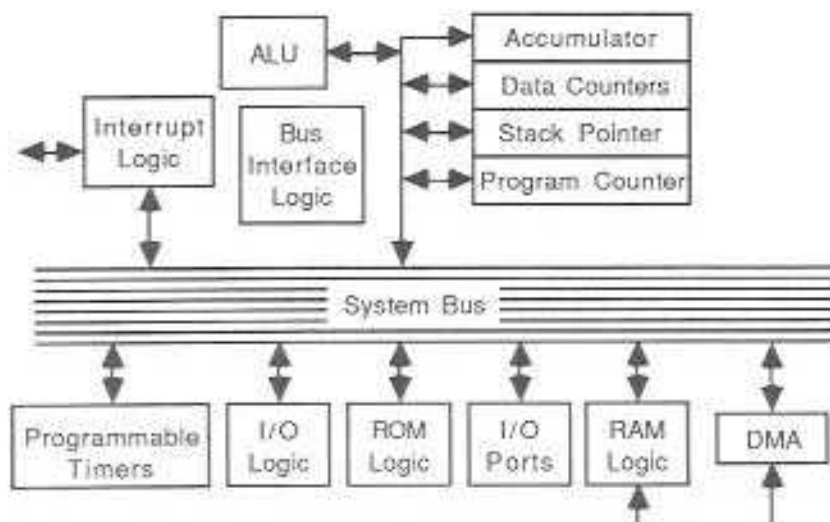 ALU
Accumulator
Data Counters
Stack Pointer
Program Counter
Interrupt
Logic
Bus
Interface
Logic
System Bus
Programmable
Timers
I/O
Logic
ROM
Logic
I/O
Ports
RAM
Logic
DMA